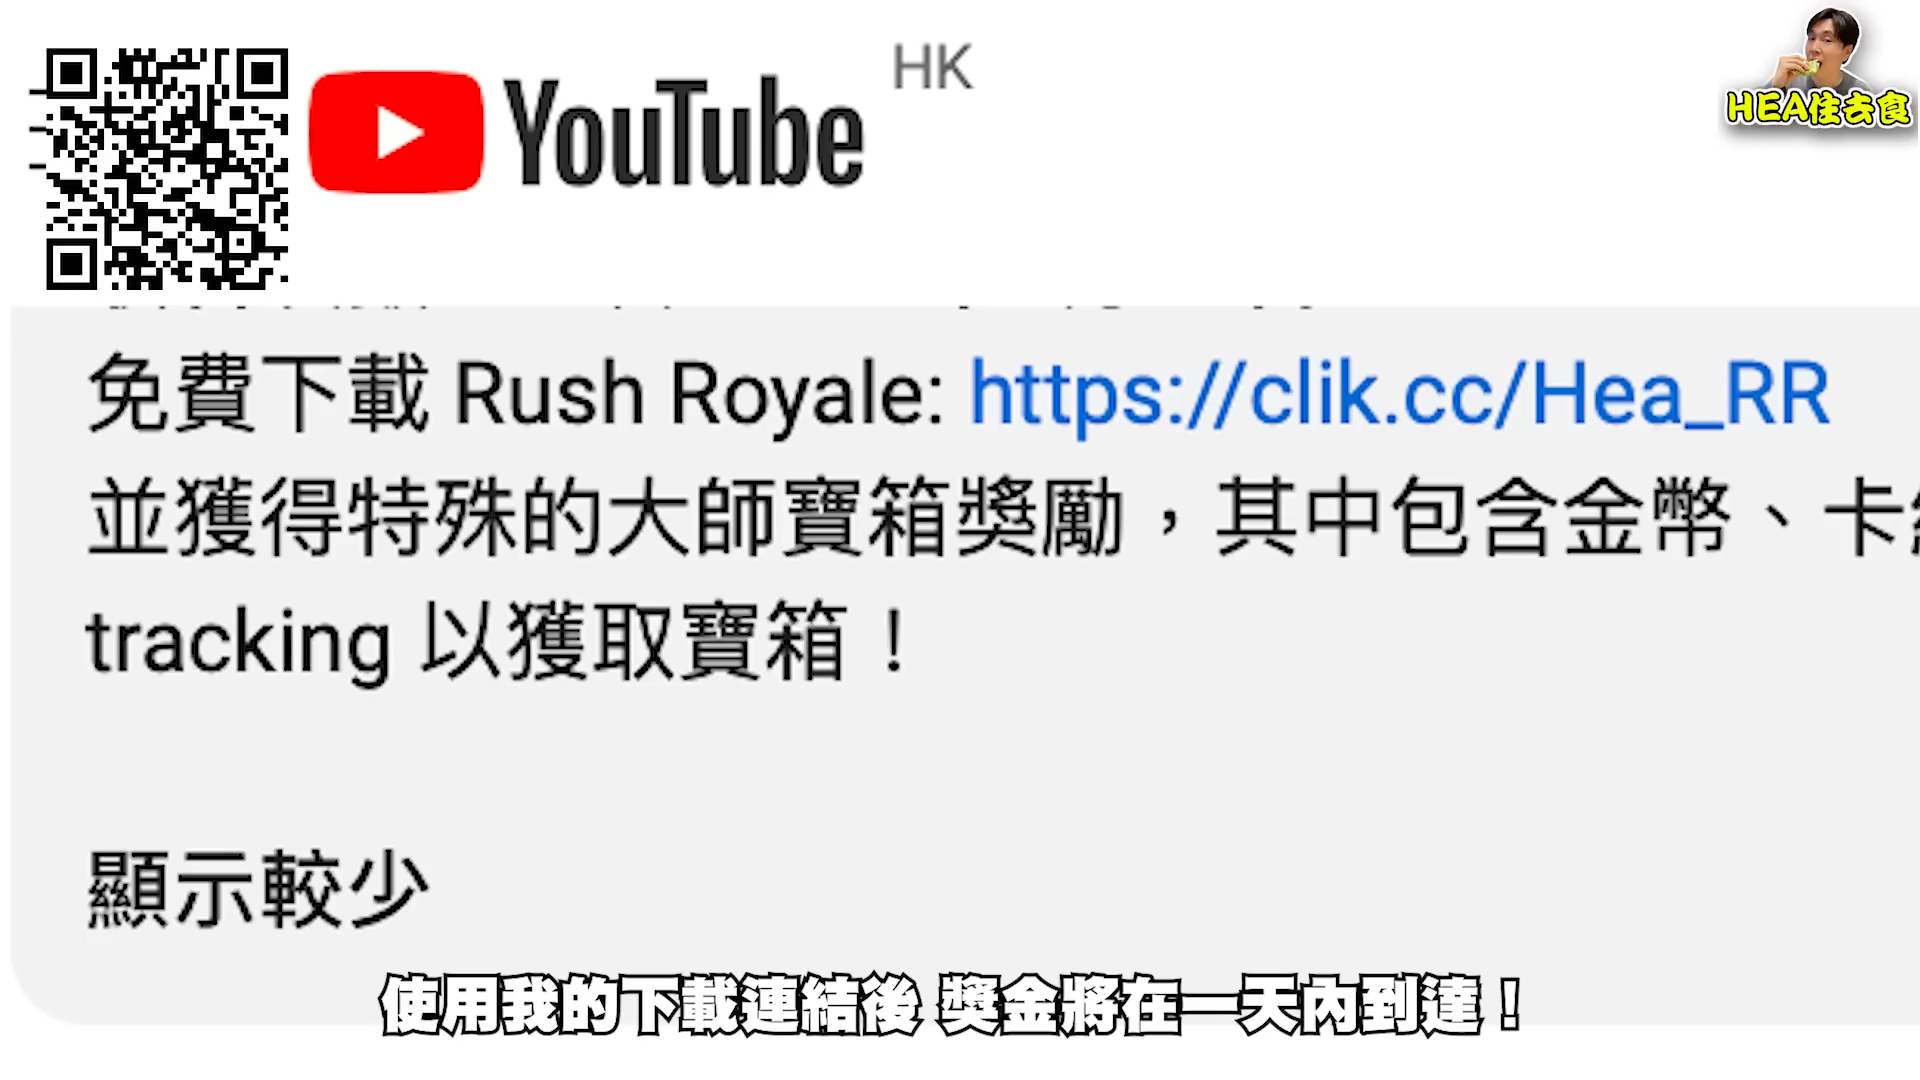 YouTube HK
HEA住去食
免費下載 Rush Royale: https://clik.cc/Hea_RR
並獲得特殊的大師寶箱獎勵，其中包含金幣、卡
tracking 以獲取寶箱！
顯示較少
使用我的下載連結後 獎金將在一天內到達！